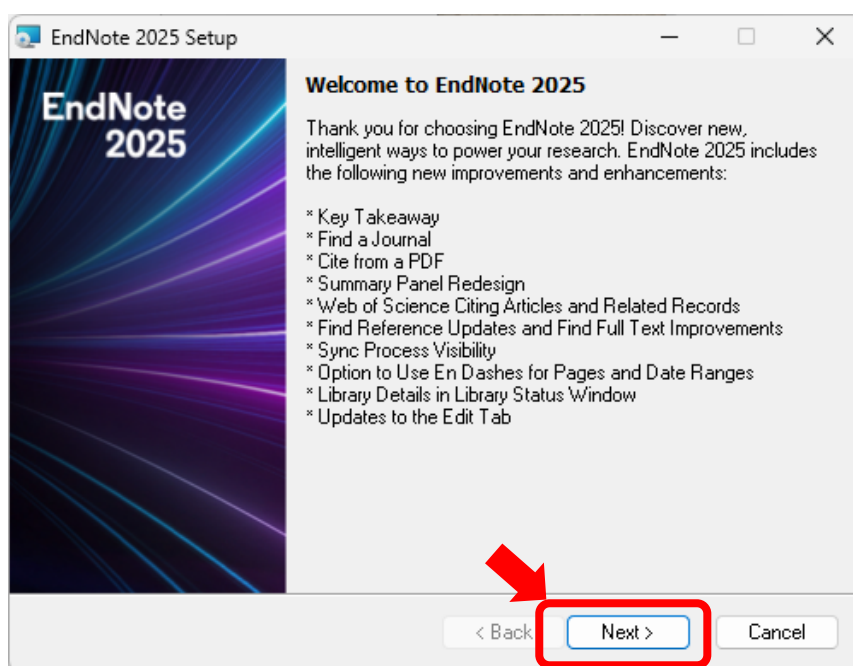 EndNote 2025 Setup
EndNote
2025
Welcome to EndNote 2025
Thank you for choosing EndNote 2025! Discover new,
intelligent ways to power your research. EndNote 2025 includes
the following new improvements and enhancements:
* Key Takeaway
* Find a Journal
* Cite from a PDF
* Summary Panel Redesign
* Web of Science Citing Articles and Related Records
* Find Reference Updates and Find Full Text Improvements
* Sync Process Visibility
* Option to Use En Dashes for Pages and Date Ranges
* Library Details in Library Status Window
* Updates to the Edit Tab
< Back
Next >
Cancel